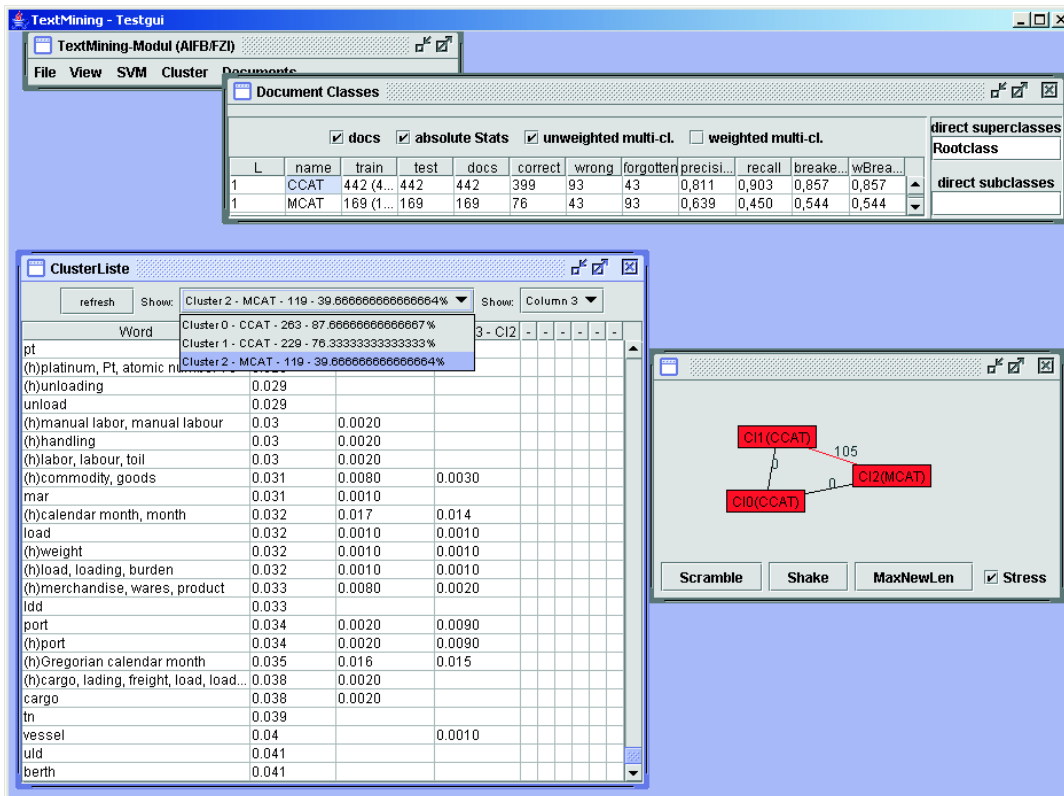 TextMining - Testgui
TextMining-Modul (AIFB/FZI)
File View SVM Cluster Documents
Document Classes
docs absolute Stats unweighted multi-cl. weighted multi-cl.
direct superclasses
Rootclass
direct subclasses
L name train test docs correct wrong forgotten precisi... recall breake... wBrea...
1 CCAT 442 (4... 442 442 399 93 43 0,811 0,903 0,857 0,857
1 MCAT 169 (1... 169 169 76 43 93 0,639 0,450 0,544 0,544
ClusterListe
refresh Show: Cluster 2 - MCAT - 119 - 39.666666666666664% Show: Column 3
Cluster 0 - CCAT - 263 - 87.66666666666667%
Cluster 1 - CCAT - 229 - 76.33333333333333%
Cluster 2 - MCAT - 119 - 39.666666666666664%
Word 3 - Cl2 - - - - - -
pt
(h)platinum, Pt, atomic
(h)unloading 0.029
unload 0.029
(h)manual labor, manual labour 0.03 0.0020
(h)handling 0.03 0.0020
(h)labor, labour, toil 0.03 0.0020
(h)commodity, goods 0.031 0.0080 0.0030
mar 0.031 0.0010
(h)calendar month, month 0.032 0.017 0.014
load 0.032 0.0010 0.0010
(h)weight 0.032 0.0010 0.0010
(h)load, loading, burden 0.032 0.0010 0.0010
(h)merchandise, wares, product 0.033 0.0080 0.0020
ldd 0.033
port 0.034 0.0020 0.0090
(h)port 0.034 0.0020 0.0090
(h)Gregorian calendar month 0.035 0.016 0.015
(h)cargo, lading, freight, load, load... 0.038 0.0020
cargo 0.038 0.0020
tn 0.039
vessel 0.04 0.0010
uld 0.041
berth 0.041
Cl1(CCAT)
105
0
Cl2(MCAT)
0
Cl0(CCAT)
Scramble Shake MaxNewLen Stress